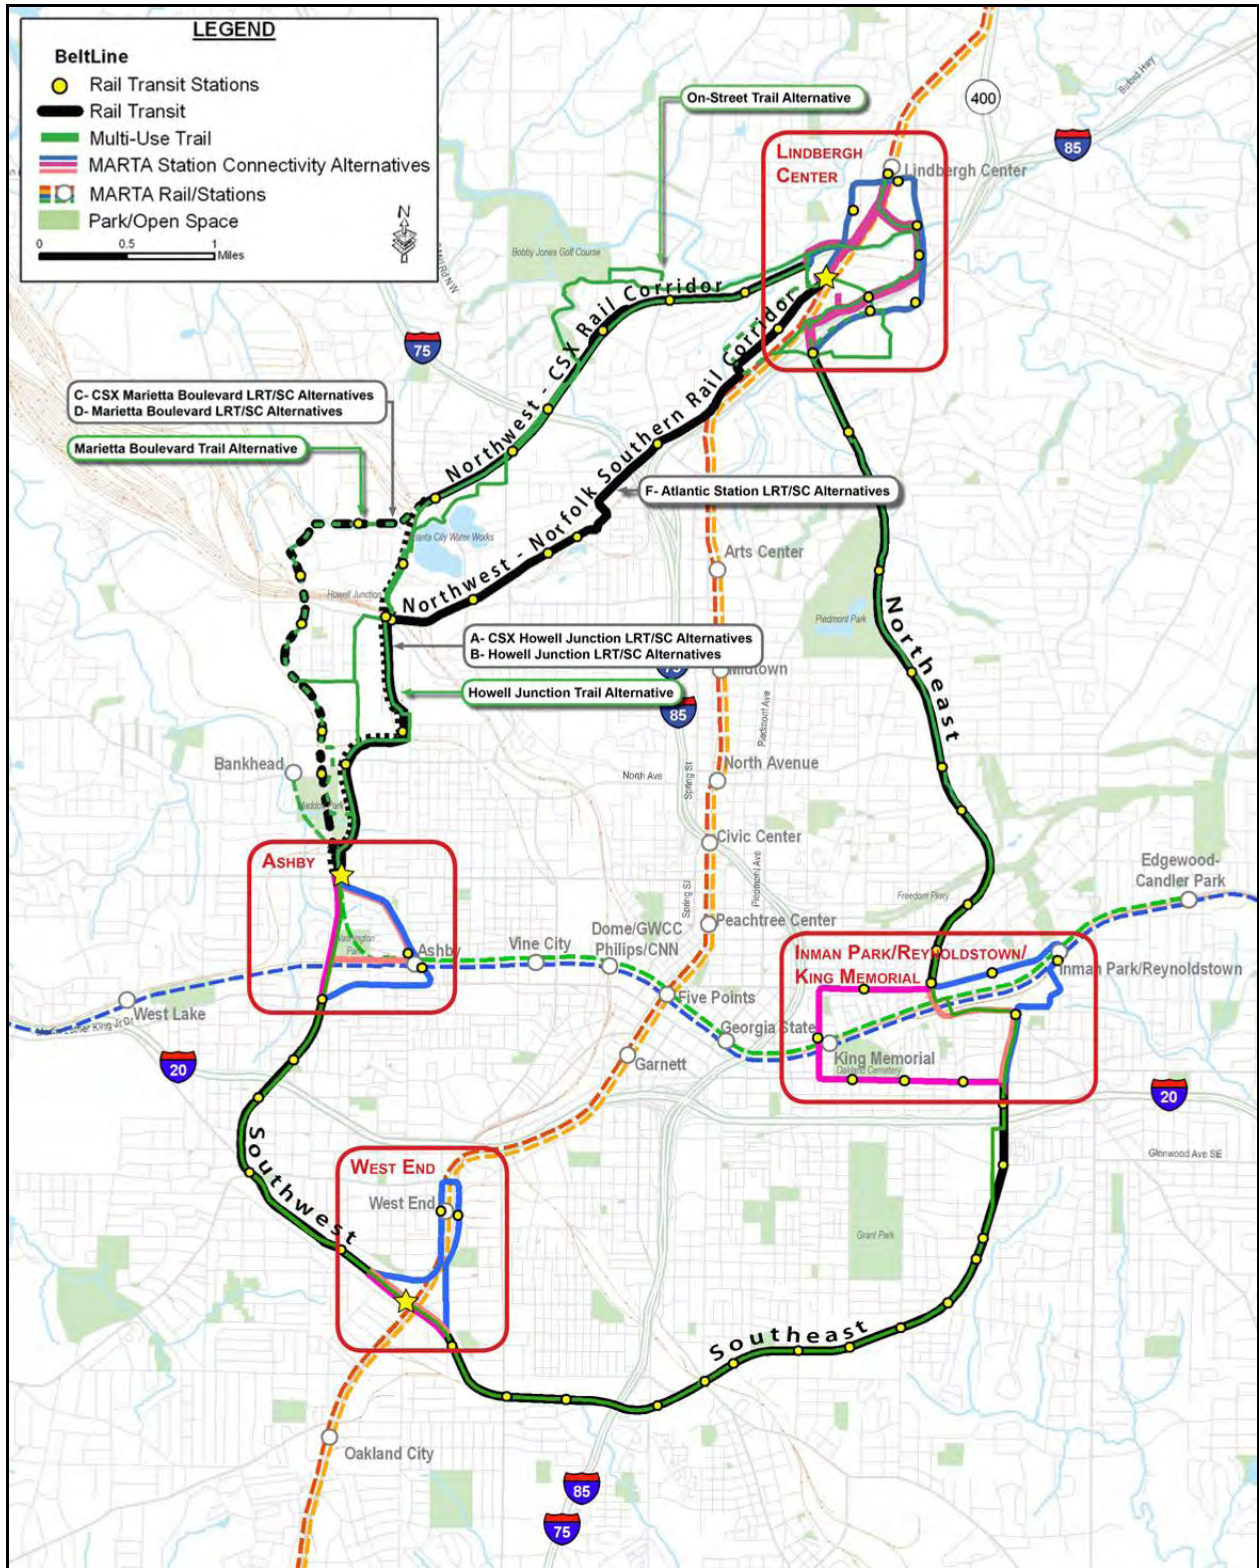 LEGEND
BeltLine
Rail Transit Stations
Rail Transit
Multi-Use Trail
MARTA Station Connectivity Alternatives
MARTA Rail/Stations
Park/Open Space
N
0 0.5 1
Miles
On-Street Trail Alternative
400
Buford Hwy
85
LINDBERGH
CENTER
Lindbergh Center
Bobby Jones Golf Course
Northwest - CSX Rail Corridor
75
C- CSX Marietta Boulevard LRT/SC Alternatives
D- Marietta Boulevard LRT/SC Alternatives
Marietta Boulevard Trail Alternative
Northwest - Norfolk Southern Rail Corridor
F- Atlantic Station LRT/SC Alternatives
Arts Center
Howell Junction
Piedmont Park
Northeast
A- CSX Howell Junction LRT/SC Alternatives
B- Howell Junction LRT/SC Alternatives
Midtown
Howell Junction Trail Alternative
85
Piedmont Ave
Bankhead
North Ave
Spring St
North Avenue
Civic Center
ASHBY
Piedmont Ave
Spring St
Freedom Pkwy
Edgewood-
Candler Park
Peachtree Center
Dome/GWCC
Philips/CNN
Vine City
Ashby
INMAN PARK/REYNOLDSTOWN/
KING MEMORIAL
Inman Park/Reynoldstown
West Lake
Five Points
Georgia State
King Memorial
Oakland Cemetery
Garnett
20
20
Glenwood Ave SE
Southwest
WEST END
West End
Grant Park
Southeast
Oakland City
85
75